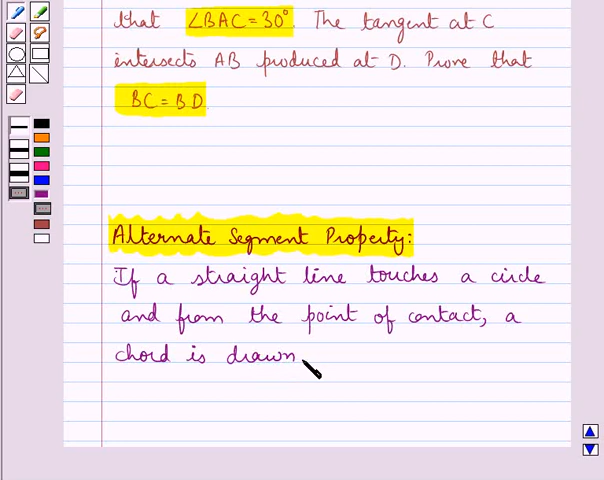 that ∠BAC = 30°. The tangent at C
intersects AB produced at D. Prove that
BC = BD.
Alternate Segment Property:
If a straight line touches a circle
and from the point of contact, a
chord is drawn